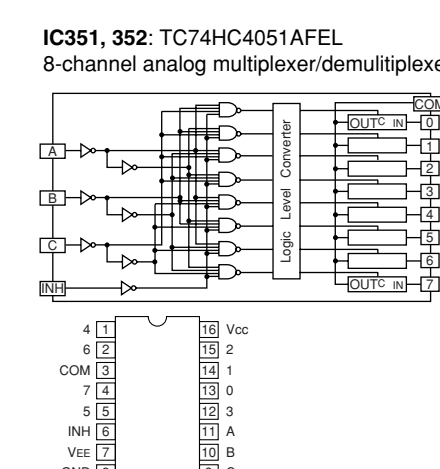 IC351, 352: TC74HC4051AFEL
8-channel analog multiplexer/demulitiplexe
COM
OUT C IN 0
1
A
2
Logic Level Converter
B
3
4
C
5
6
INH
OUT C IN 7
4 1 16 Vcc
6 2 15 2
COM 3 14 1
7 4 13 0
5 5 12 3
INH 6 11 A
VEE 7 10 B